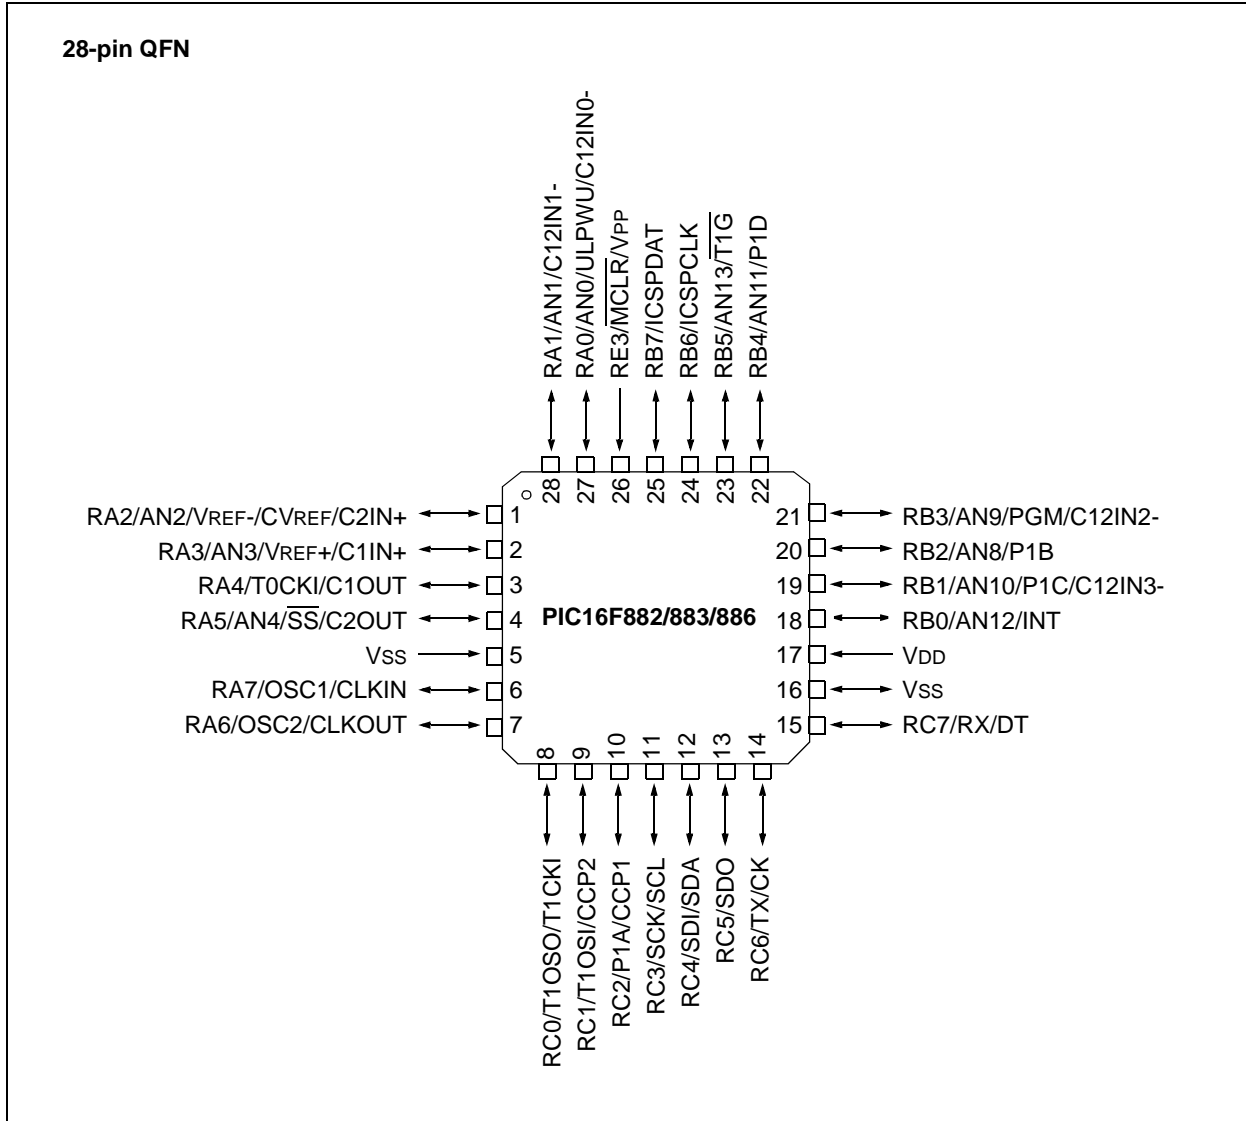 28-pin QFN
RA1/AN1/C12IN1-
RA0/AN0/ULPWU/C12IN0-
RE3/MCLR/VPP
RB7/ICSPDAT
RB6/ICSPCLK
RB5/AN13/T1G
RB4/AN11/P1D
28
27
26
25
24
23
22
RA2/AN2/VREF-/CVREF/C2IN+
1
RA3/AN3/VREF+/C1IN+
2
RA4/T0CKI/C1OUT
3
RA5/AN4/SS/C2OUT
4
VSS
5
RA7/OSC1/CLKIN
6
RA6/OSC2/CLKOUT
7
PIC16F882/883/886
21
RB3/AN9/PGM/C12IN2-
20
RB2/AN8/P1B
19
RB1/AN10/P1C/C12IN3-
18
RB0/AN12/INT
17
VDD
16
VSS
15
RC7/RX/DT
8
9
10
11
12
13
14
RC0/T1OSO/T1CKI
RC1/T1OSI/CCP2
RC2/P1A/CCP1
RC3/SCK/SCL
RC4/SDI/SDA
RC5/SDO
RC6/TX/CK